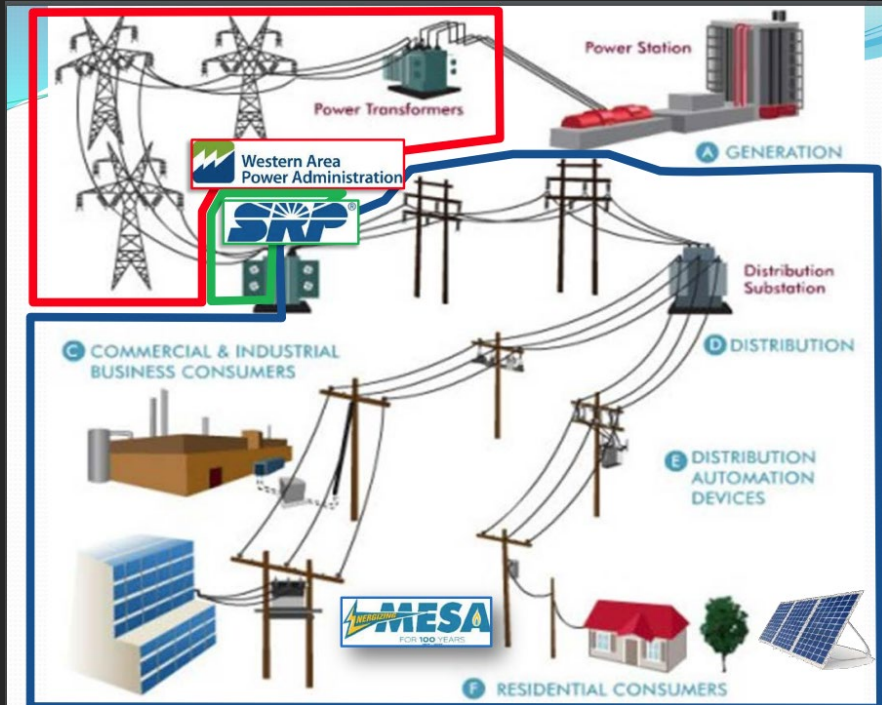 Power Station
Power Transformers
A GENERATION
Western Area
Power Administration
SRP®
Distribution
Substation
C COMMERCIAL & INDUSTRIAL
BUSINESS CONSUMERS
D DISTRIBUTION
E DISTRIBUTION
AUTOMATION
DEVICES
ENERGIZING
MESA
FOR 100 YEARS
F RESIDENTIAL CONSUMERS